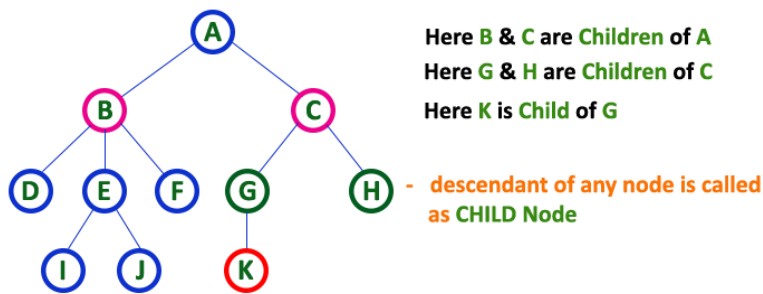 A
Here B & C are Children of A
Here G & H are Children of C
B
C
Here K is Child of G
D
E
F
G
H
- descendant of any node is called
as CHILD Node
I
J
K